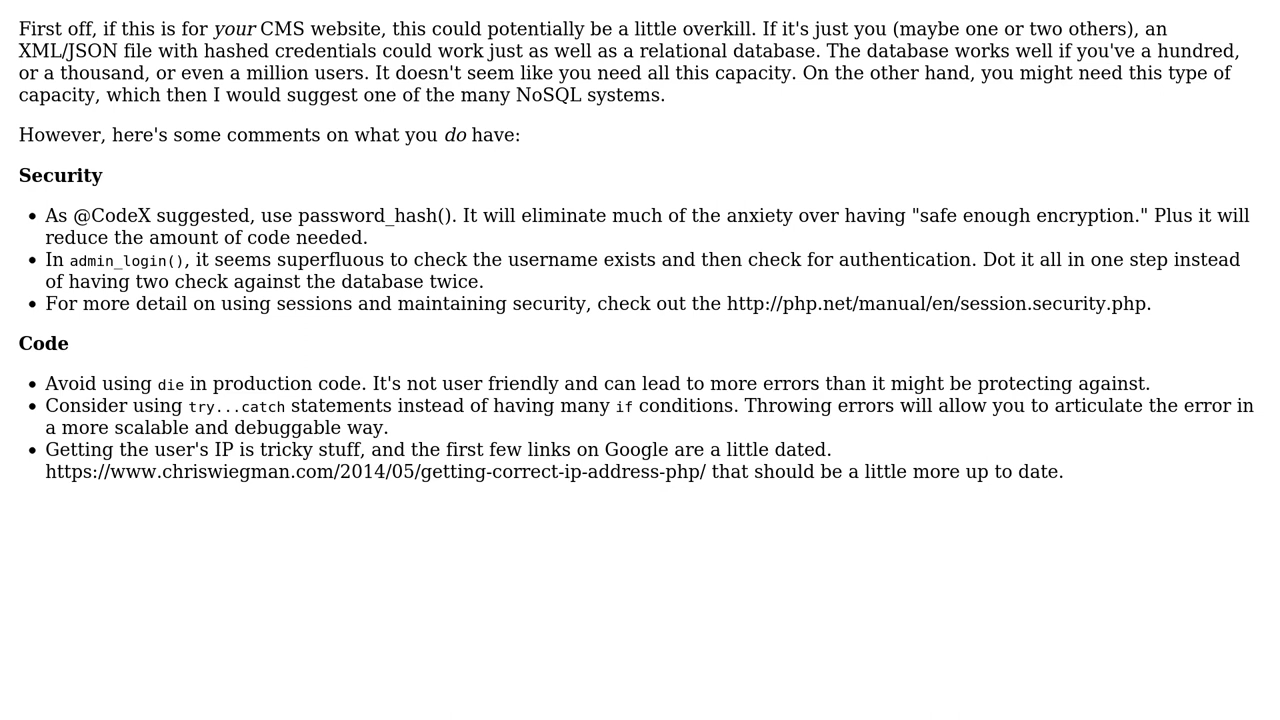 First off, if this is for your CMS website, this could potentially be a little overkill. If it's just you (maybe one or two others), an
XML/JSON file with hashed credentials could work just as well as a relational database. The database works well if you've a hundred,
or a thousand, or even a million users. It doesn't seem like you need all this capacity. On the other hand, you might need this type of
capacity, which then I would suggest one of the many NoSQL systems.
However, here's some comments on what you do have:
Security
• As @CodeX suggested, use password_hash(). It will eliminate much of the anxiety over having "safe enough encryption." Plus it will
reduce the amount of code needed.
• In admin_login(), it seems superfluous to check the username exists and then check for authentication. Dot it all in one step instead
of having two check against the database twice.
• For more detail on using sessions and maintaining security, check out the http://php.net/manual/en/session.security.php.
Code
• Avoid using die in production code. It's not user friendly and can lead to more errors than it might be protecting against.
• Consider using try...catch statements instead of having many if conditions. Throwing errors will allow you to articulate the error in
a more scalable and debuggable way.
• Getting the user's IP is tricky stuff, and the first few links on Google are a little dated.
https://www.chriswiegman.com/2014/05/getting-correct-ip-address-php/ that should be a little more up to date.